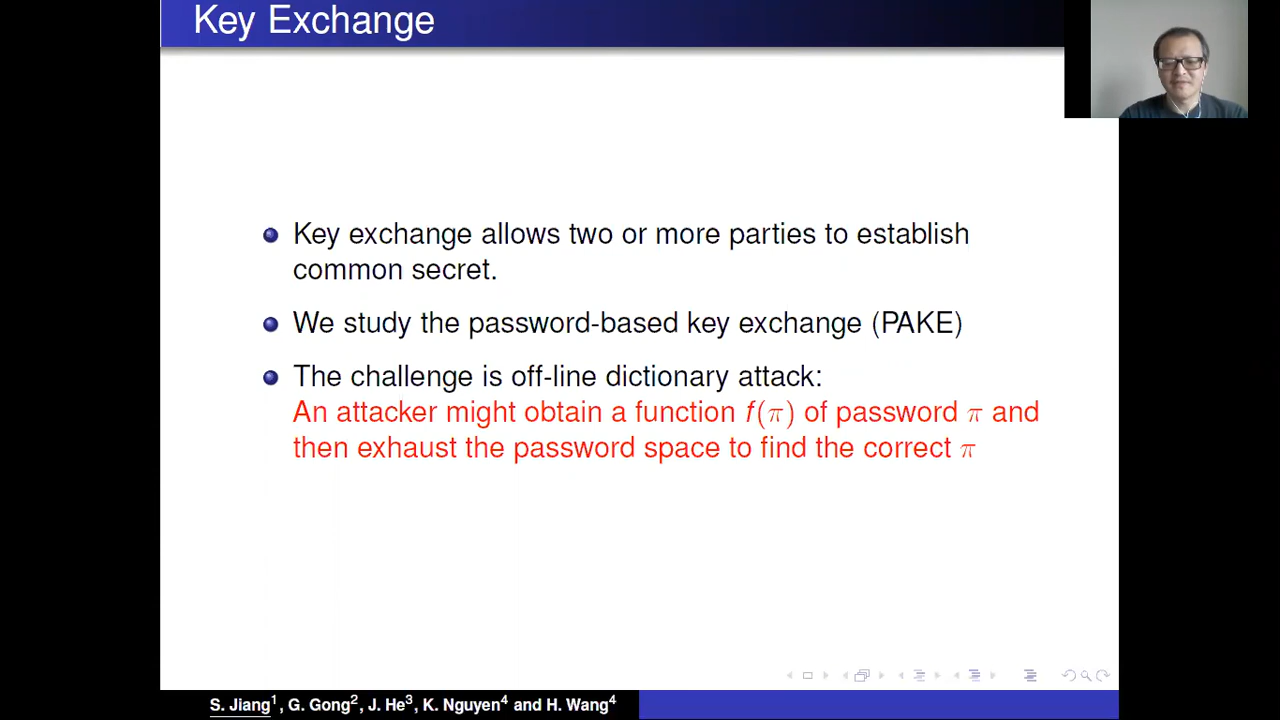 Key Exchange
Key exchange allows two or more parties to establish
common secret.
We study the password-based key exchange (PAKE)
The challenge is off-line dictionary attack:
An attacker might obtain a function f(π) of password π and
then exhaust the password space to find the correct π
S. Jiang¹, G. Gong², J. He³, K. Nguyen⁴ and H. Wang⁴